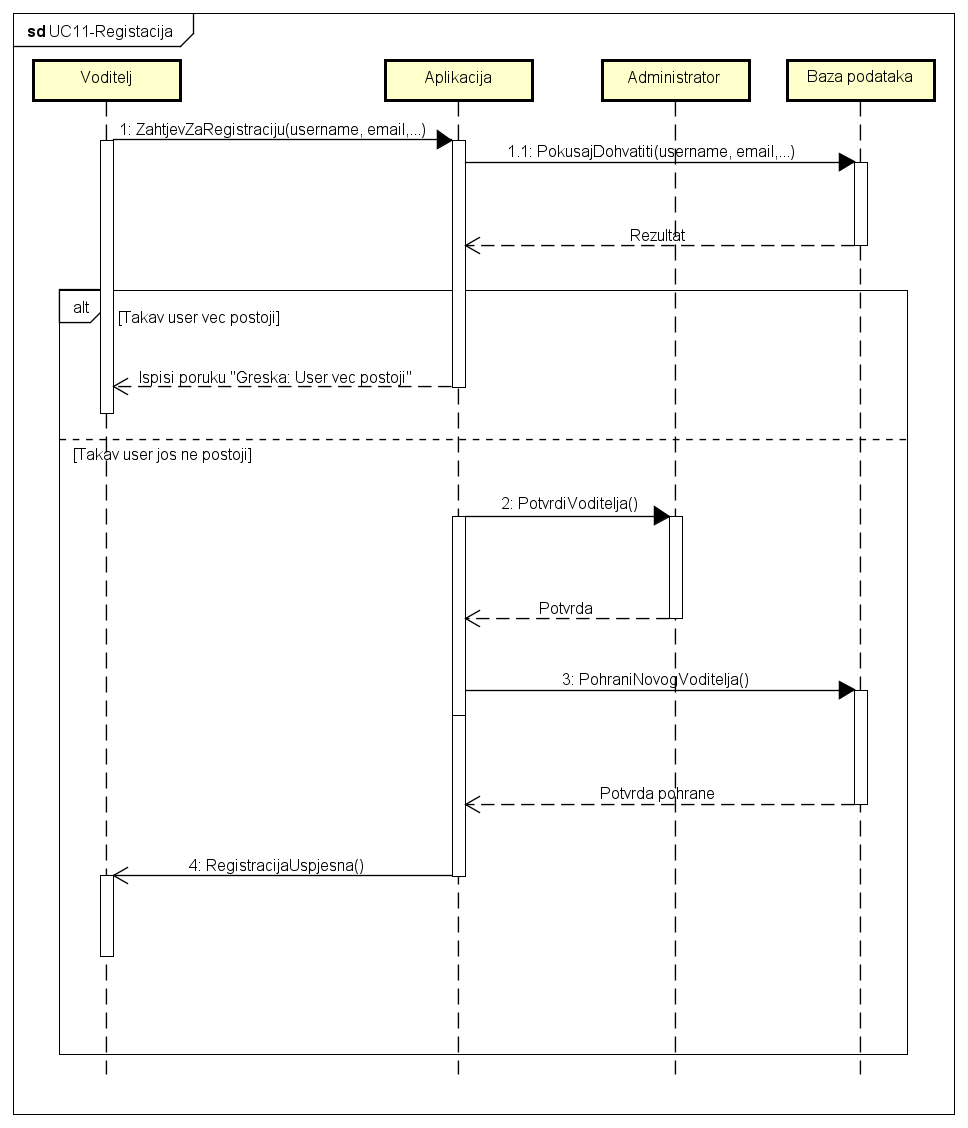 sd UC11-Registacija
Voditelj
Aplikacija
Administrator
Baza podataka
1: ZahtjevZaRegistraciju(username, email,...)
1.1: PokusajDohvatiti(username, email,...)
Rezultat
alt
[Takav user vec postoji]
Ispisi poruku "Greska: User vec postoji"
[Takav user jos ne postoji]
2: PotvrdiVoditelja()
Potvrda
3: PohraniNovogVoditelja()
Potvrda pohrane
4: RegistracijaUspjesna()